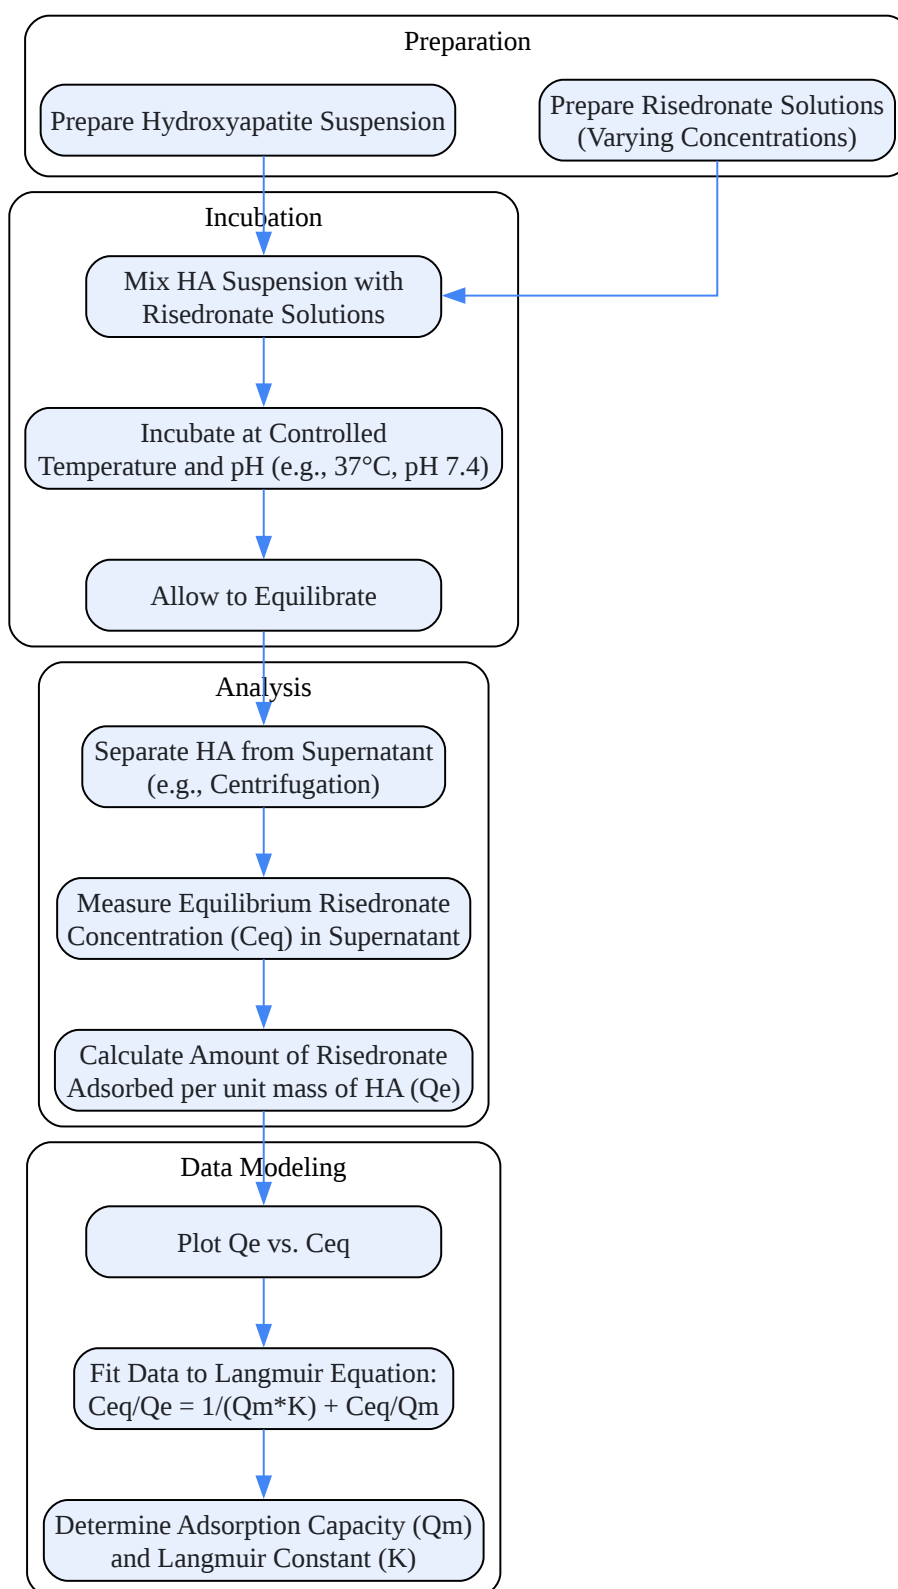 Preparation
Prepare Hydroxyapatite Suspension
Prepare Risedronate Solutions
(Varying Concentrations)
Incubation
Mix HA Suspension with
Risedronate Solutions
Incubate at Controlled
Temperature and pH (e.g., 37°C, pH 7.4)
Allow to Equilibrate
Analysis
Separate HA from Supernatant
(e.g., Centrifugation)
Measure Equilibrium Risedronate
Concentration (Ceq) in Supernatant
Calculate Amount of Risedronate
Adsorbed per unit mass of HA (Qe)
Data Modeling
Plot Qe vs. Ceq
Fit Data to Langmuir Equation:
Ceq/Qe = 1/(Qm*K) + Ceq/Qm
Determine Adsorption Capacity (Qm)
and Langmuir Constant (K)